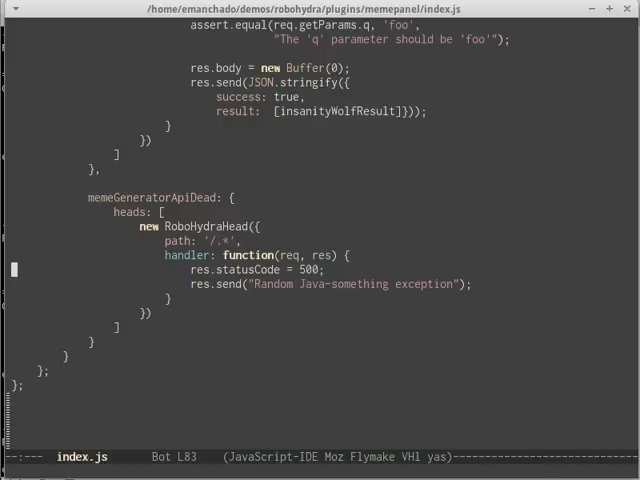 /home/emanchado/demos/robohydra/plugins/memepanel/index.js
assert.equal(req.getParams.q, 'foo',
"The 'q' parameter should be 'foo'");
res.body = new Buffer(0);
res.send(JSON.stringify({
success: true,
result: [insanityWolfResult]}));
}
})
]
},
memeGeneratorApiDead: {
heads: [
new RoboHydraHead({
path: '/.*',
handler: function(req, res) {
res.statusCode = 500;
res.send("Random Java-something exception");
}
})
]
}
}
};
};
--:--- index.js Bot L83 (JavaScript-IDE Moz Flymake VHl yas)----------------------------